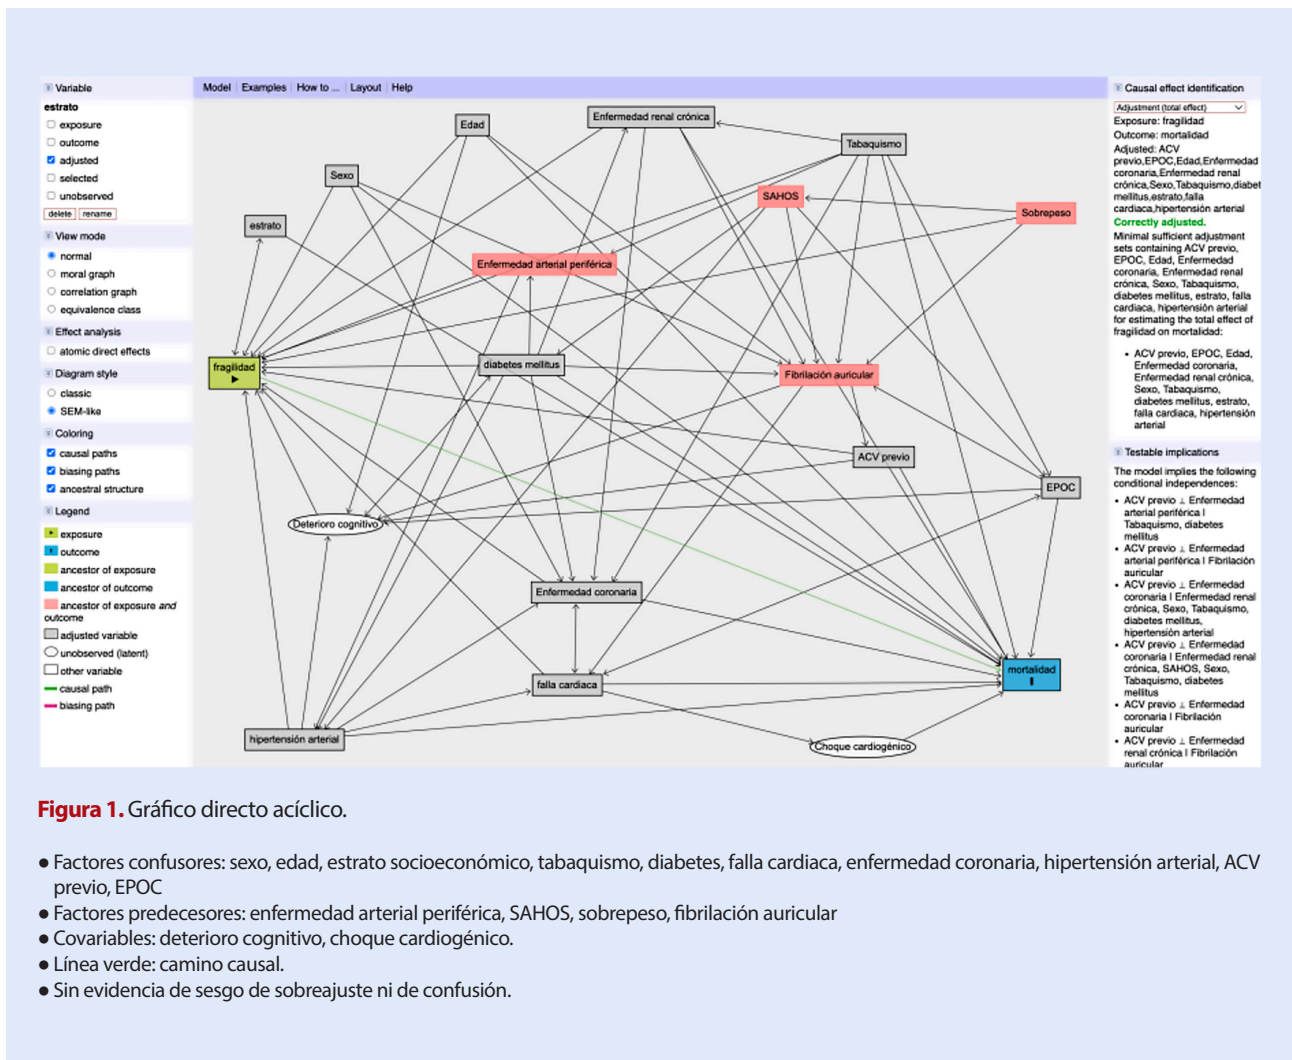 Variable
estrato
exposure
outcome
adjusted
selected
unobserved
delete rename
View mode
normal
moral graph
correlation graph
equivalence class
Effect analysis
atomic direct effects
Diagram style
classic
SEM-like
Coloring
causal paths
biasing paths
ancestral structure
Legend
exposure
outcome
ancestor of exposure
ancestor of outcome
ancestor of exposure and
outcome
adjusted variable
unobserved (latent)
other variable
causal path
biasing path
Model | Examples | How to ... | Layout | Help
Edad
Enfermedad renal crónica
Tabaquismo
Sexo
SAHOS
Sobrepeso
estrato
Enfermedad arterial periférica
fragilidad
diabetes mellitus
Fibrilación auricular
ACV previo
EPOC
Deterioro cognitivo
Enfermedad coronaria
falla cardiaca
mortalidad
hipertensión arterial
Choque cardiogénico
Causal effect identification
Adjustment (total effect)
Exposure: fragilidad
Outcome: mortalidad
Adjusted: ACV
previo,EPOC,Edad,Enfermedad
coronaria,Enfermedad renal
crónica,Sexo,Tabaquismo,diabet
mellitus,estrato,falla
cardiaca,hipertensión arterial
Correctly adjusted.
Minimal sufficient adjustment
sets containing ACV previo,
EPOC, Edad, Enfermedad
coronaria, Enfermedad renal
crónica, Sexo, Tabaquismo,
diabetes mellitus, estrato, falla
cardiaca, hipertensión arterial
for estimating the total effect of
fragilidad on mortalidad:
• ACV previo, EPOC, Edad,
Enfermedad coronaria,
Enfermedad renal crónica,
Sexo, Tabaquismo,
diabetes mellitus, estrato,
falla cardiaca, hipertensión
arterial
Testable implications
The model implies the following
conditional independences:
• ACV previo ⊥ Enfermedad
arterial periférica |
Tabaquismo, diabetes
mellitus
• ACV previo ⊥ Enfermedad
arterial periférica | Fibrilación
auricular
• ACV previo ⊥ Enfermedad
coronaria | Enfermedad renal
crónica, Sexo, Tabaquismo,
diabetes mellitus,
hipertensión arterial
• ACV previo ⊥ Enfermedad
coronaria | Enfermedad renal
crónica, SAHOS, Sexo,
Tabaquismo, diabetes
mellitus
• ACV previo ⊥ Enfermedad
coronaria | Fibrilación
auricular
• ACV previo ⊥ Enfermedad
renal crónica | Fibrilación
auricular
Figura 1. Gráfico directo acíclico.
● Factores confusores: sexo, edad, estrato socioeconómico, tabaquismo, diabetes, falla cardiaca, enfermedad coronaria, hipertensión arterial, ACV
previo, EPOC
● Factores predecesores: enfermedad arterial periférica, SAHOS, sobrepeso, fibrilación auricular
● Covariables: deterioro cognitivo, choque cardiogénico.
● Línea verde: camino causal.
● Sin evidencia de sesgo de sobreajuste ni de confusión.